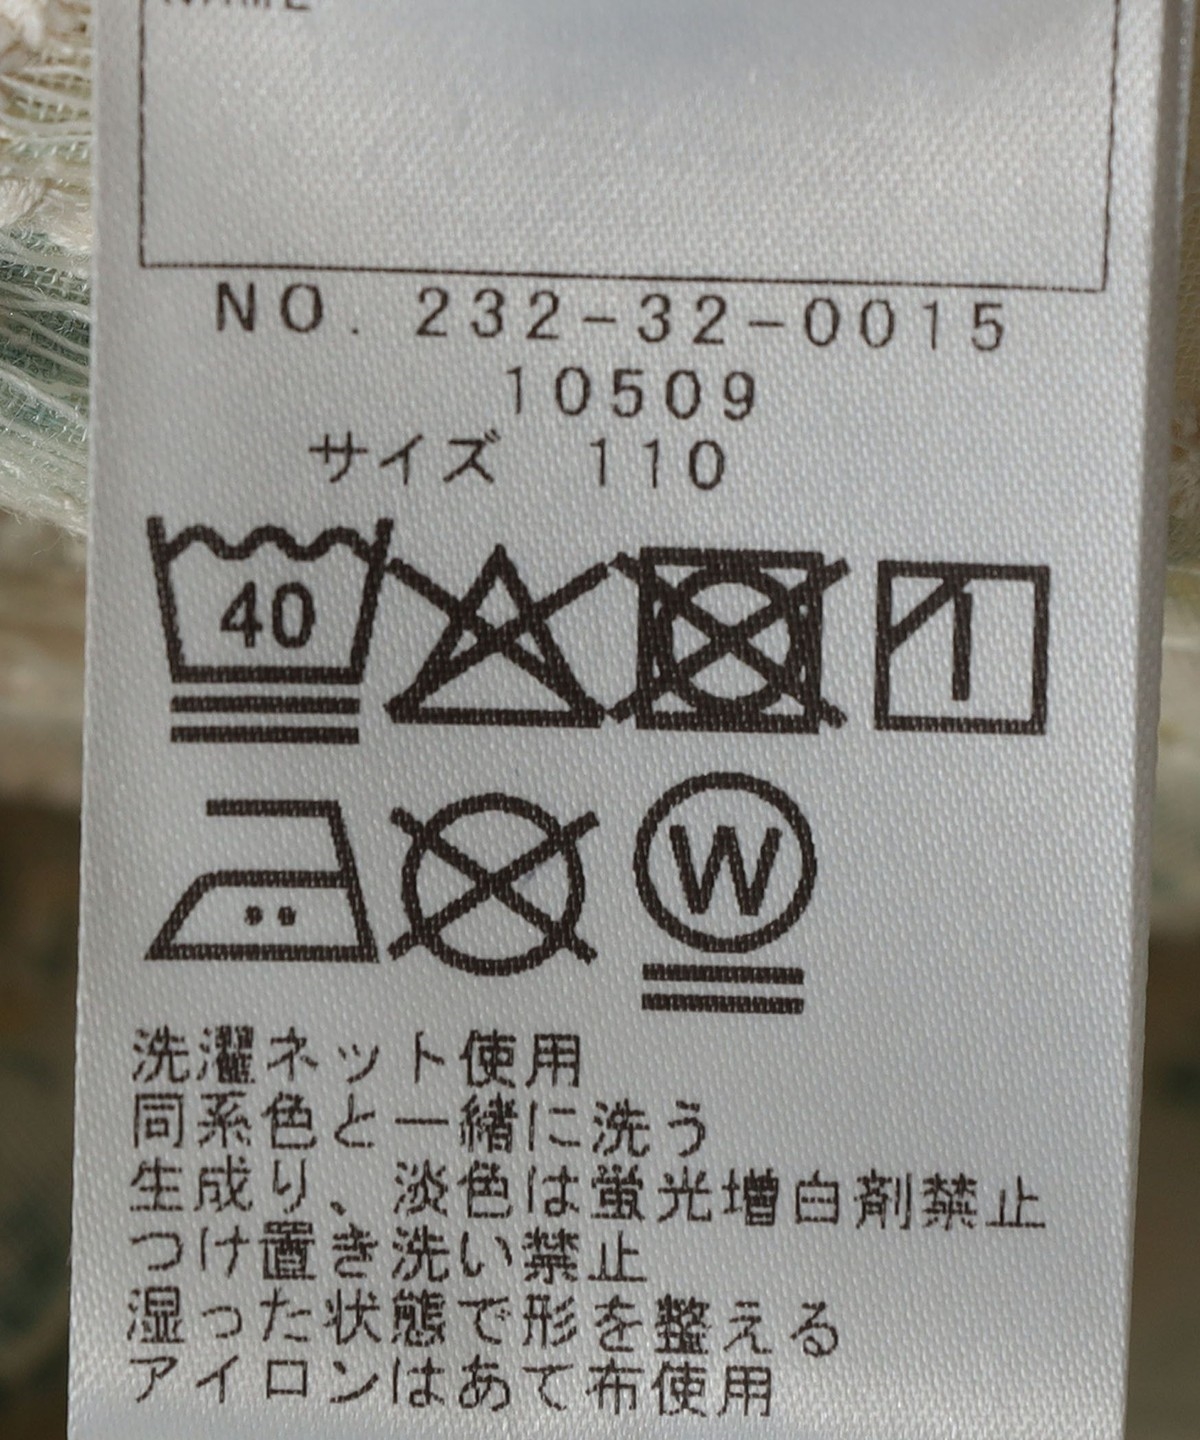 NAME
NO. 232-32-0015
10509
サイズ 110
40
W
洗濯ネット使用
同系色と一緒に洗う
生成り、淡色は蛍光増白剤禁止
つけ置き洗い禁止
湿った状態で形を整える
アイロンはあて布使用